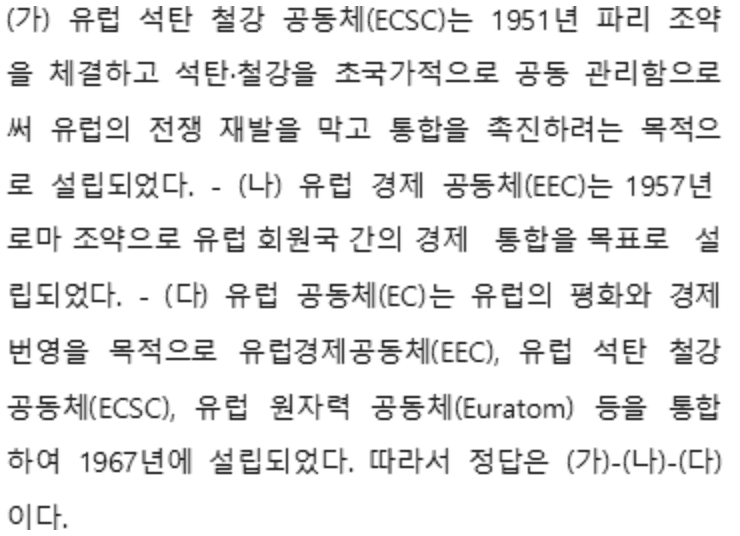 (가) 유럽 석탄 철강 공동체(ECSC)는 1951년 파리 조약
을 체결하고 석탄·철강을 초국가적으로 공동 관리함으로
써 유럽의 전쟁 재발을 막고 통합을 촉진하려는 목적으
로 설립되었다. - (나) 유럽 경제 공동체(EEC)는 1957년
로마 조약으로 유럽 회원국 간의 경제 통합을 목표로 설
립되었다. - (다) 유럽 공동체(EC)는 유럽의 평화와 경제
번영을 목적으로 유럽경제공동체(EEC), 유럽 석탄 철강
공동체(ECSC), 유럽 원자력 공동체(Euratom) 등을 통합
하여 1967년에 설립되었다. 따라서 정답은 (가)-(나)-(다)
이다.